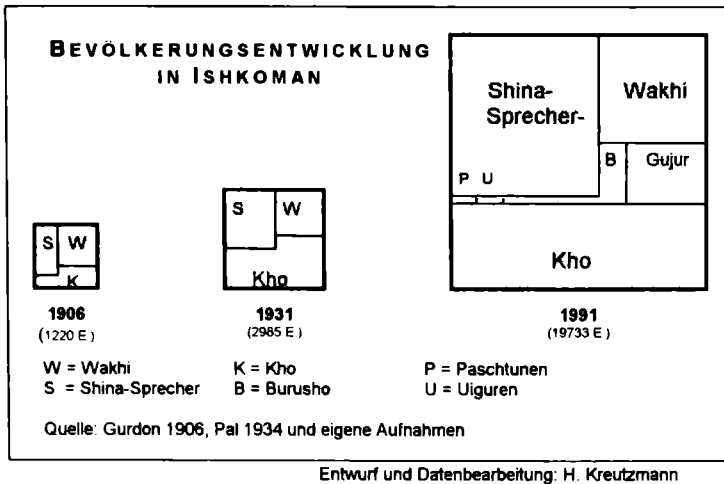 BEVÖLKERUNGSENTWICKLUNG
IN ISHKOMAN
S W
K
1906
(1220 E.)
S W
Kho
1931
(2985 E.)
Shina-
Sprecher-
Wakhi
P U
B Gujur
Kho
1991
(19733 E.)
W = Wakhi K = Kho P = Paschtunen
S = Shina-Sprecher B = Burusho U = Uiguren
Quelle: Gurdon 1906, Pal 1934 und eigene Aufnahmen
Entwurf und Datenbearbeitung: H. Kreutzmann